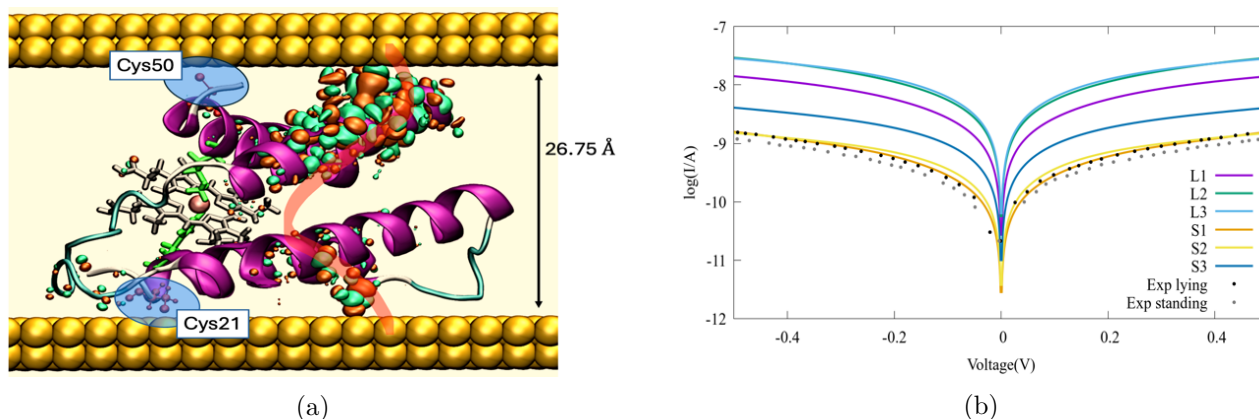 Cys50
26.75 Å
Cys21
(a)
log(I/A)
-7
-8
-9
-10
-11
-12
-0.4
-0.2
0
0.2
0.4
Voltage(V)
L1
L2
L3
S1
S2
S3
Exp lying
Exp standing
(b)